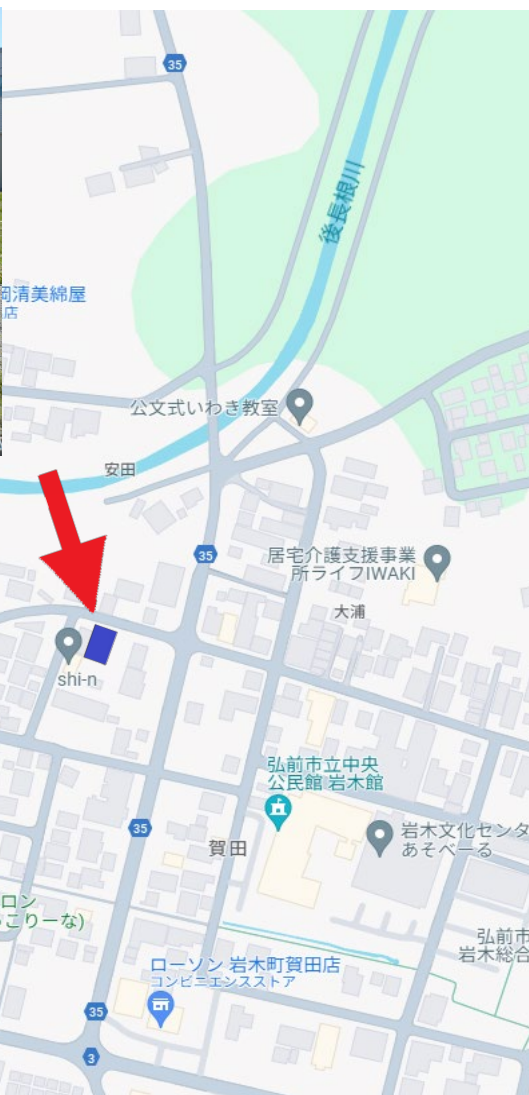 35
後長根川
岡清美綿屋
店
公文式いわき教室
安田
35
居宅介護支援事業
所ライフIWAKI
大浦
shi-n
弘前市立中央
公民館 岩木館
35
賀田
岩木文化センタ
あそべーる
ロン
こりーな)
弘前市
岩木総合
ローソン 岩木町賀田店
コンビニエンスストア
35
3